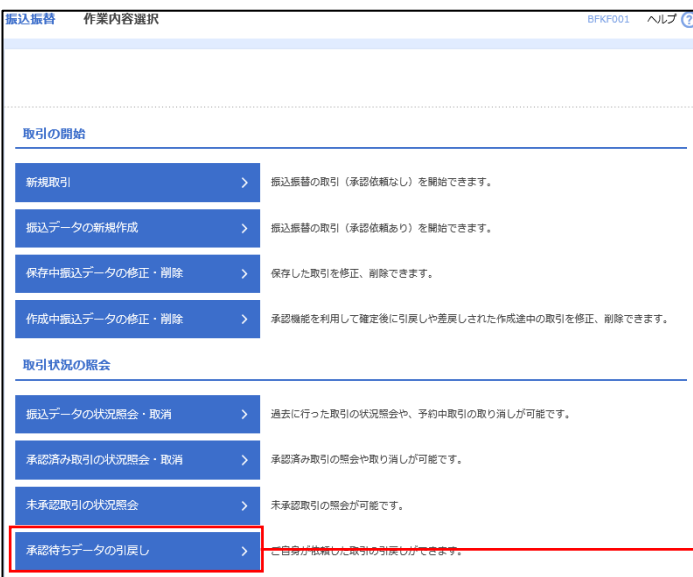 振込振替 作業内容選択 BFKF001 ヘルプ ?
取引の開始
新規取引 振込振替の取引（承認依頼なし）を開始できます。
振込データの新規作成 振込振替の取引（承認依頼あり）を開始できます。
保存中振込データの修正・削除 保存した取引を修正、削除できます。
作成中振込データの修正・削除 承認機能を利用して確定後に引戻しや差戻しされた作成途中の取引を修正、削除できます。
取引状況の照会
振込データの状況照会・取消 過去に行った取引の状況照会や、予約中取引の取り消しが可能です。
承認済み取引の状況照会・取消 承認済み取引の照会や取り消しが可能です。
未承認取引の状況照会 未承認取引の照会が可能です。
承認待ちデータの引戻し ご自身が依頼した取引の引戻しができます。